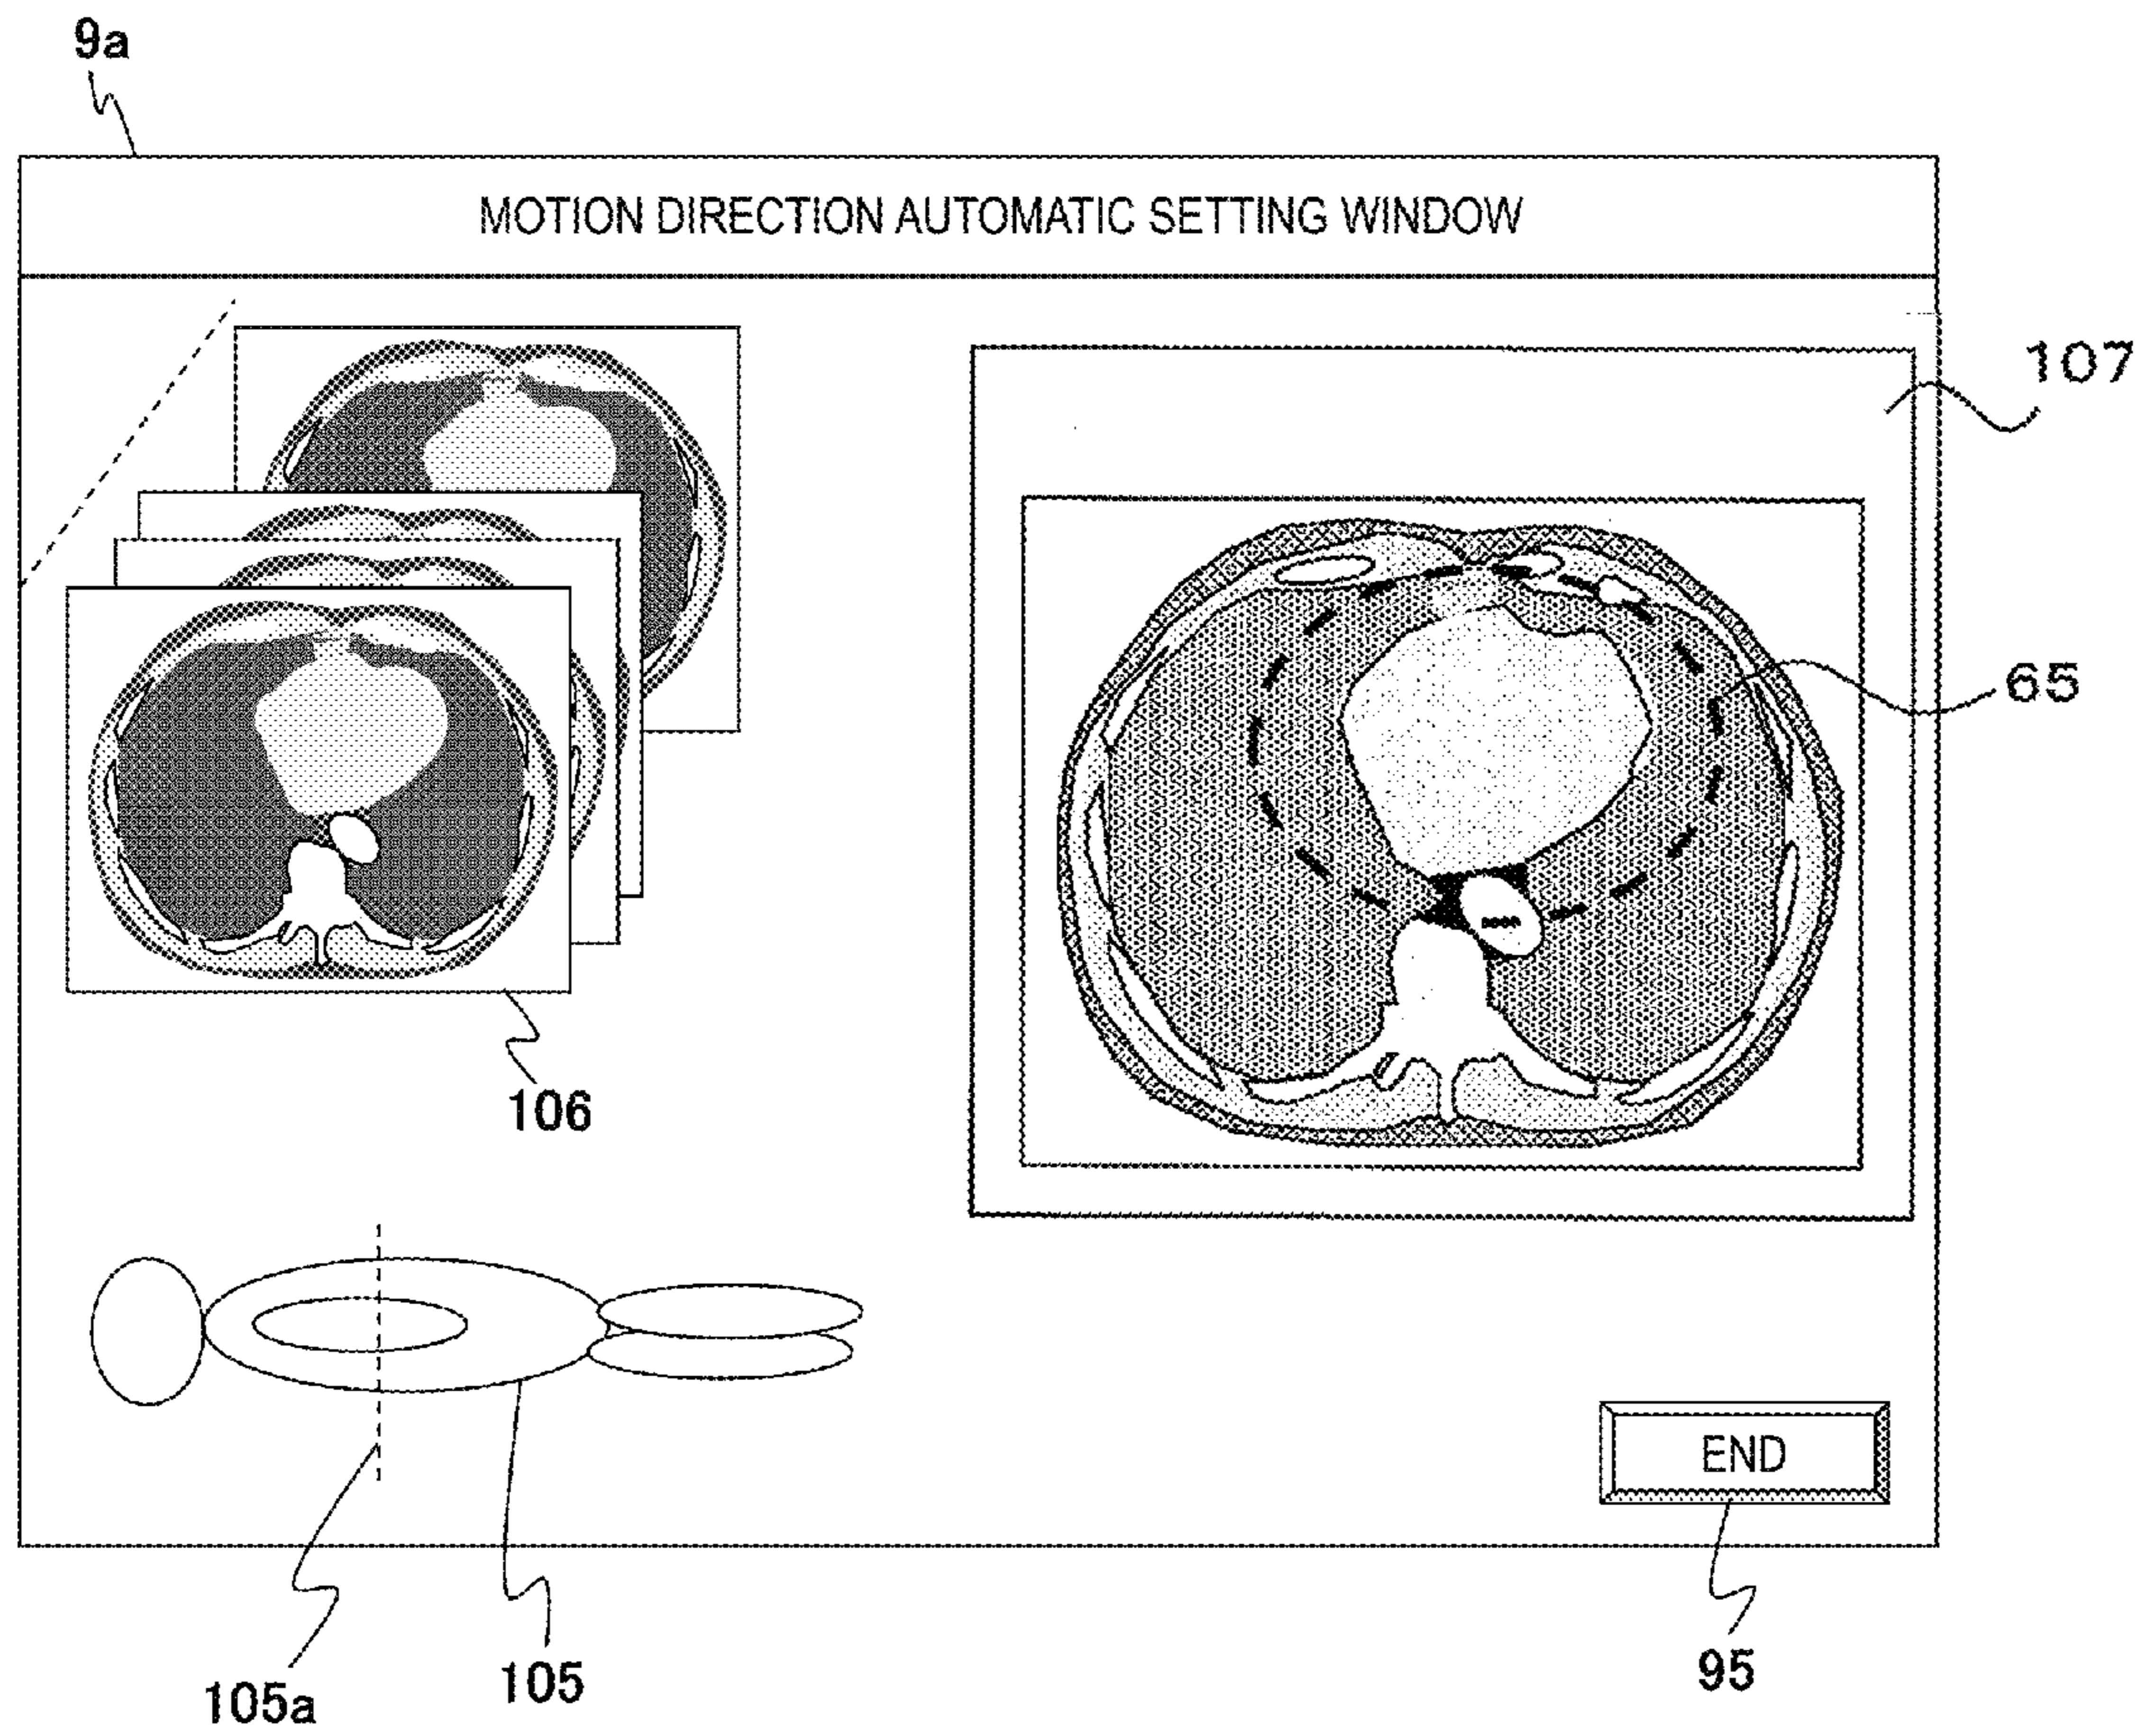 9a
MOTION DIRECTION AUTOMATIC SETTING WINDOW
107
65
106
END
105a
105
95